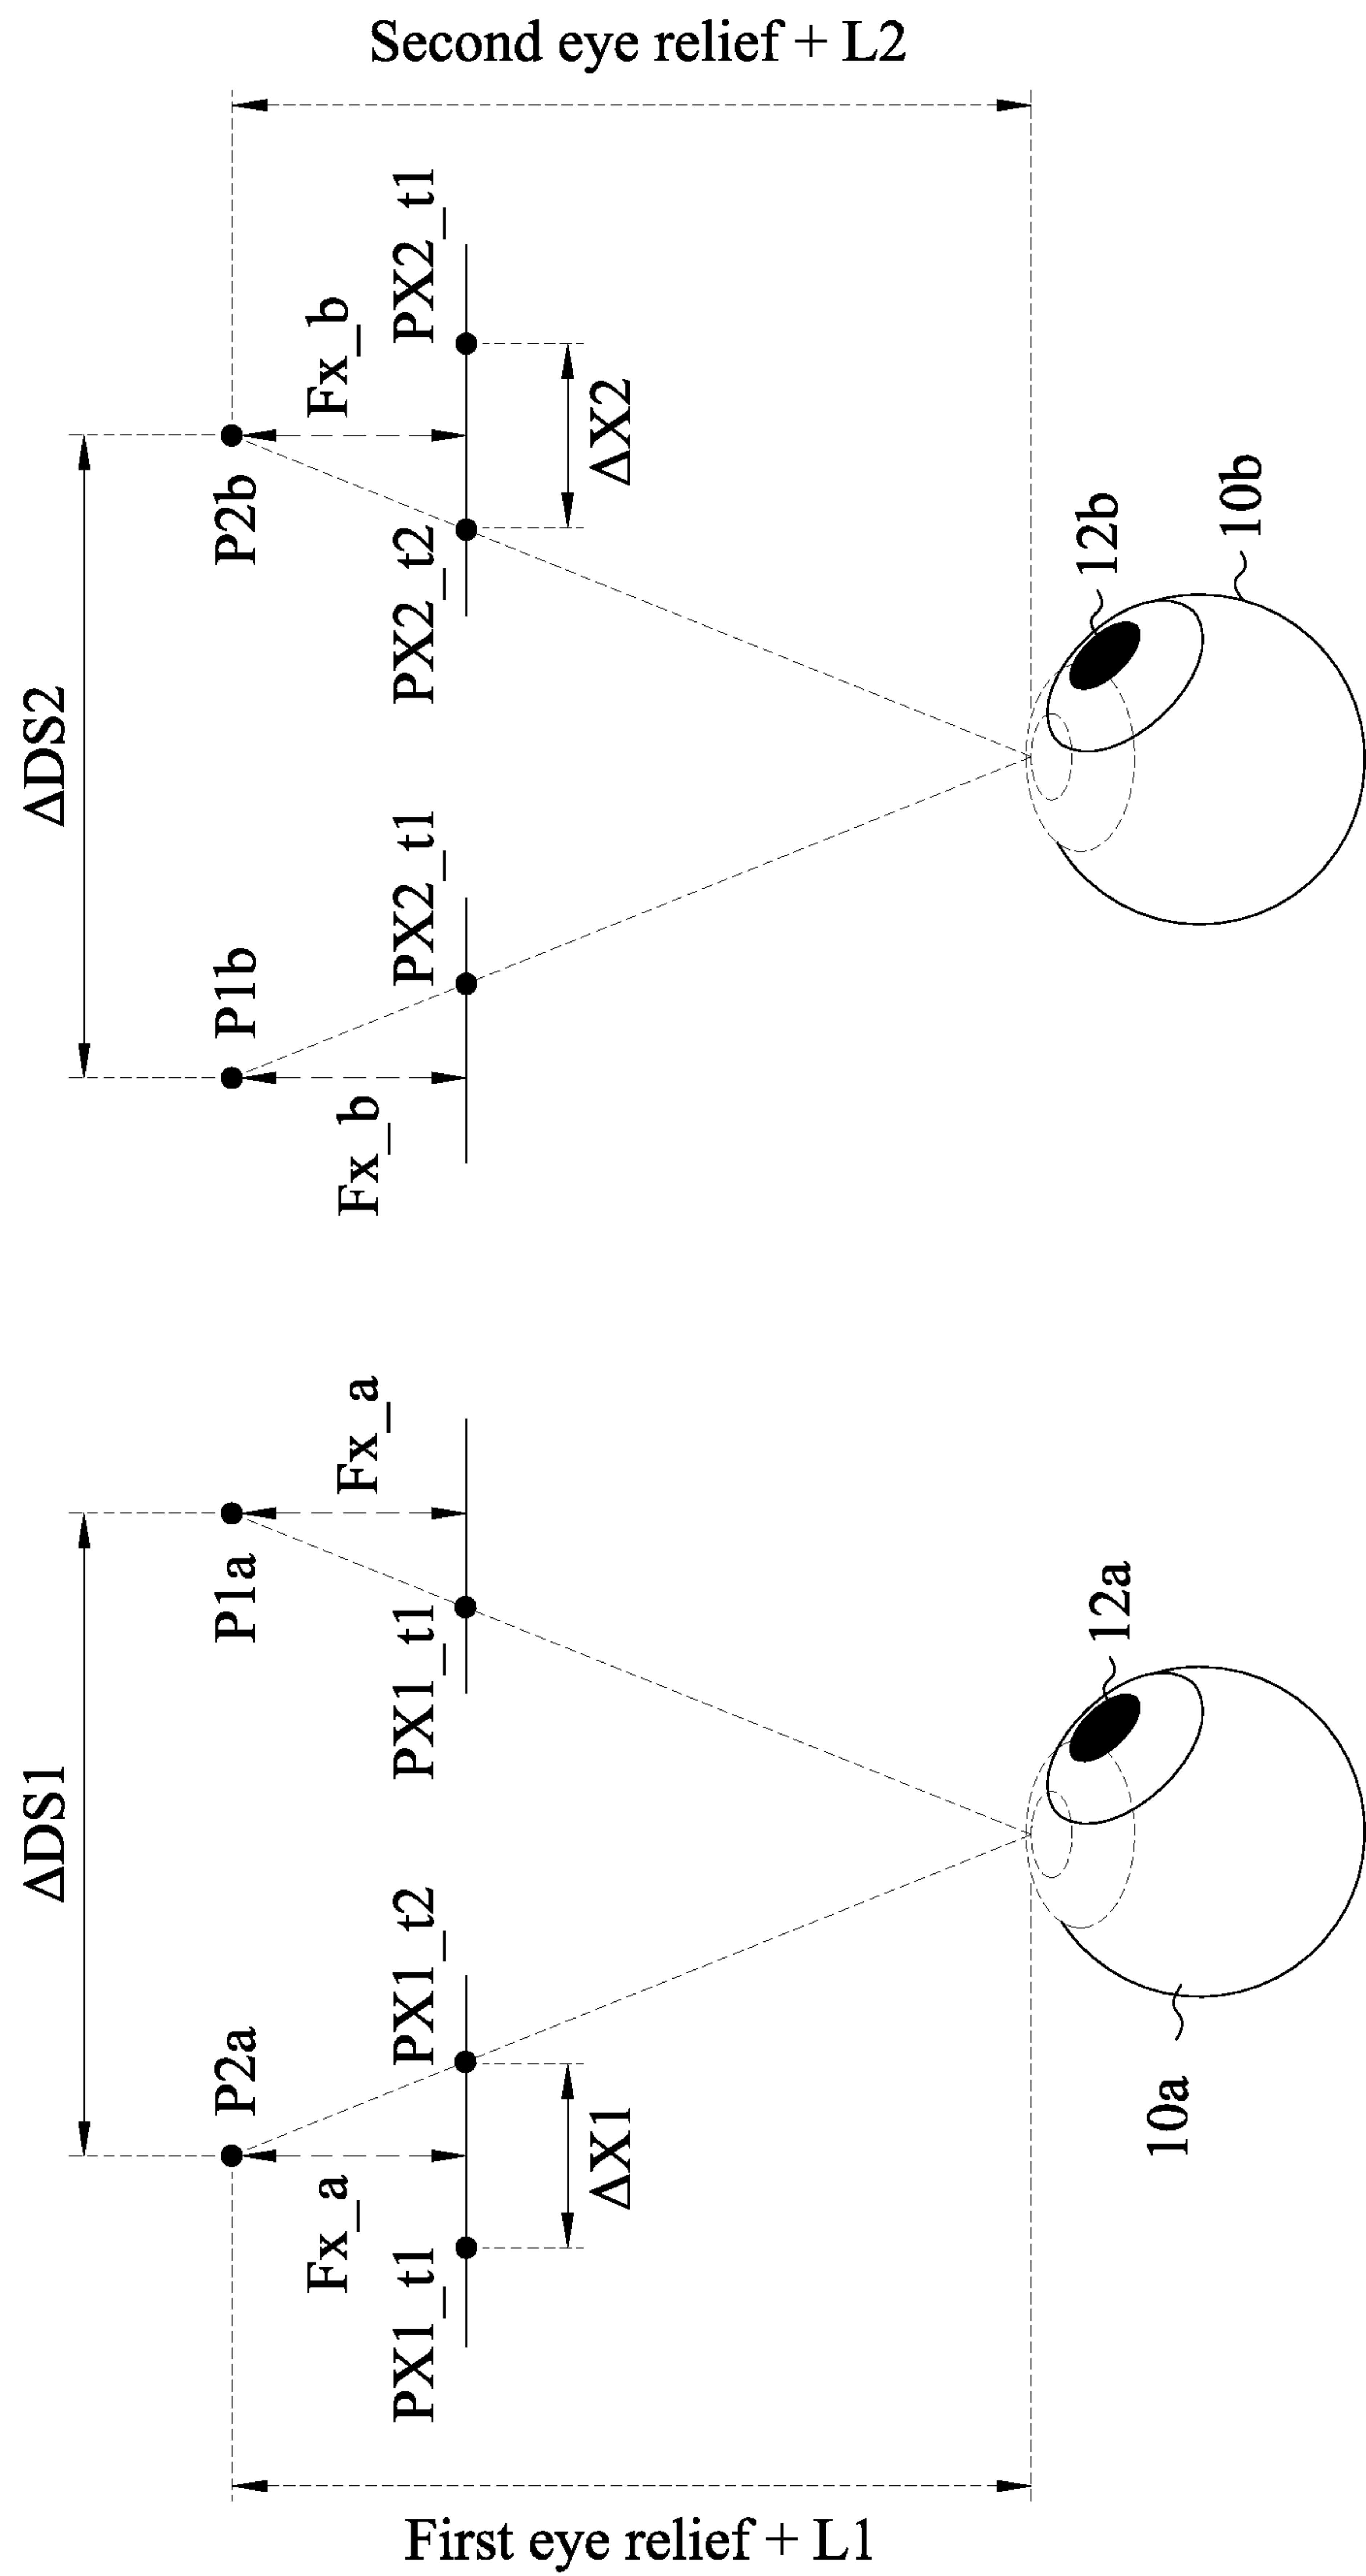 Second eye relief + L2
ΔDS2
P1b
P2b
Fx_b
Fx_b
PX2_t1
PX2_t2
PX2_t1
ΔX2
12b
10b
ΔDS1
P2a
P1a
Fx_a
Fx_a
PX1_t1
PX1_t2
PX1_t1
ΔX1
12a
10a
First eye relief + L1